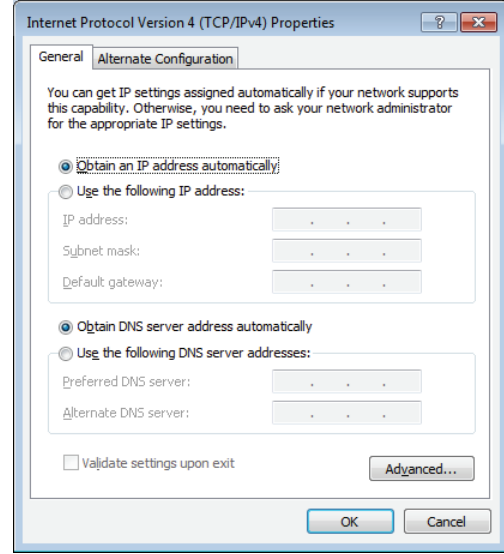 Internet Protocol Version 4 (TCP/IPv4) Properties
General
Alternate Configuration
You can get IP settings assigned automatically if your network supports
this capability. Otherwise, you need to ask your network administrator
for the appropriate IP settings.
Obtain an IP address automatically
Use the following IP address:
IP address:
Subnet mask:
Default gateway:
Obtain DNS server address automatically
Use the following DNS server addresses:
Preferred DNS server:
Alternate DNS server:
Validate settings upon exit
Advanced...
OK
Cancel